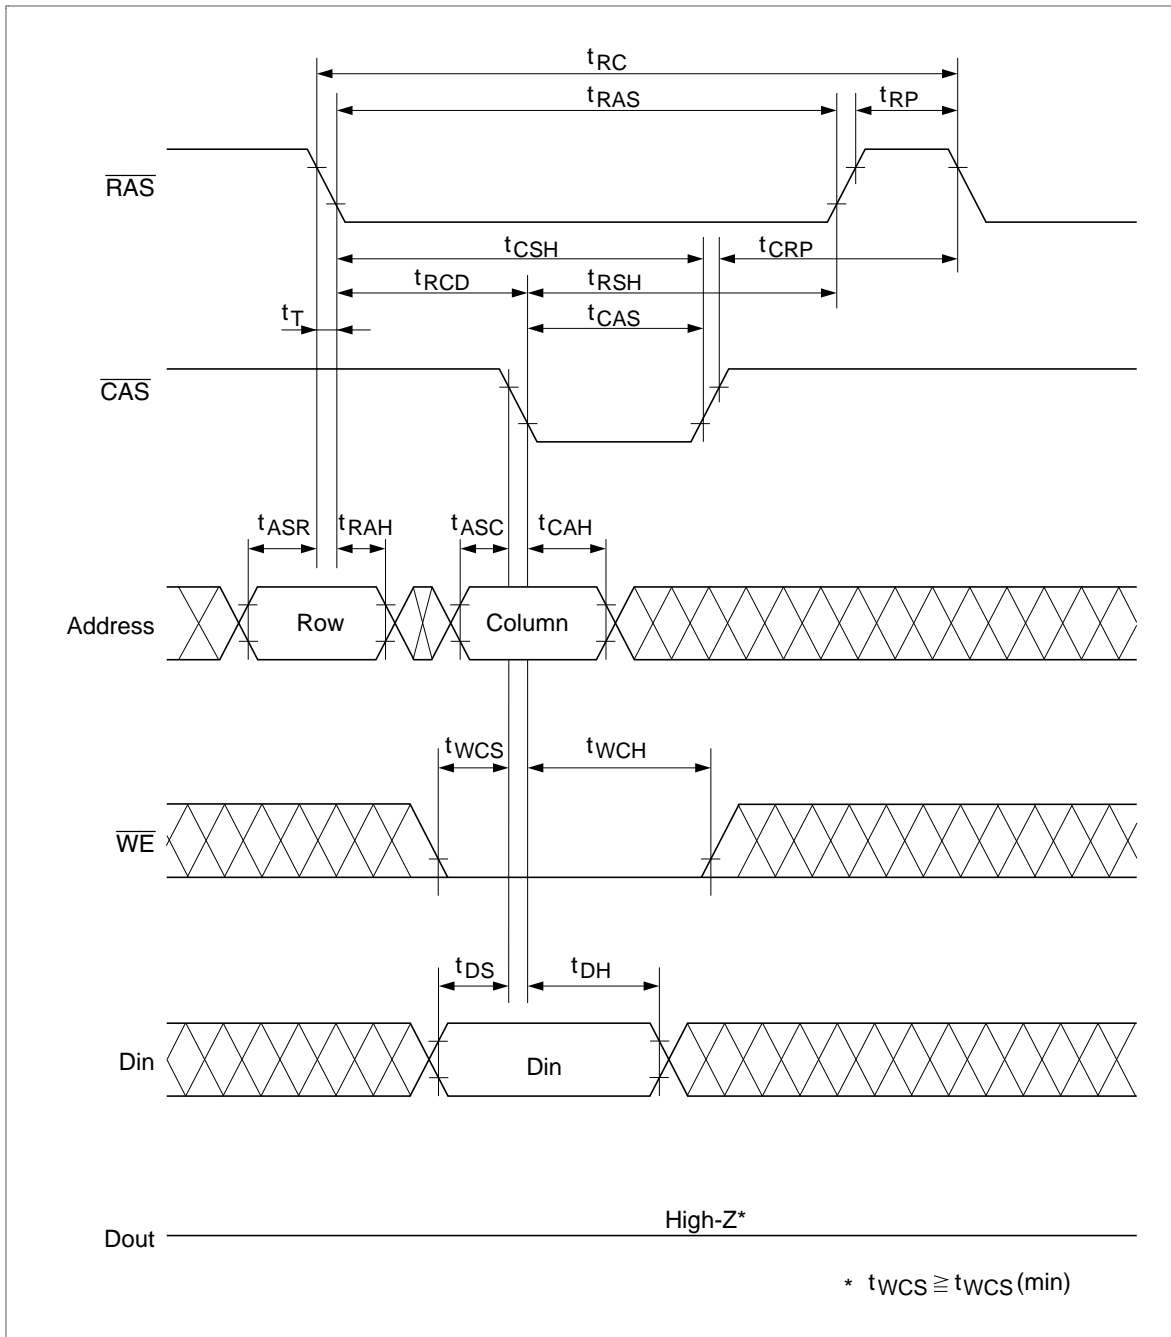 tRC
tRAS
tRP
RAS
tCSH
tCRP
tRCD
tRSH
tT
tCAS
CAS
tASR
tRAH
tASC
tCAH
Address
Row
Column
tWCS
tWCH
WE
tDS
tDH
Din
Din
High-Z*
Dout
* tWCS ≧ tWCS (min)